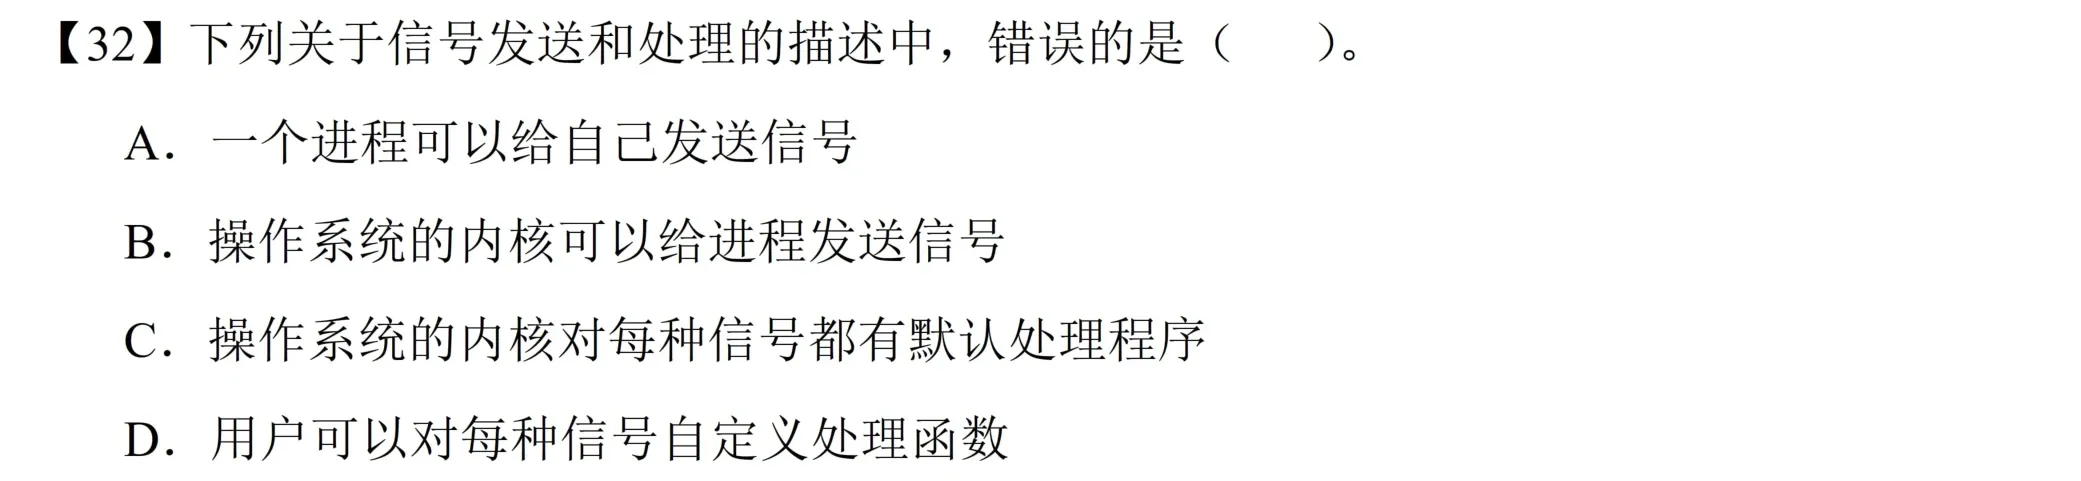 【32】下列关于信号发送和处理的描述中，错误的是（　　）。
A．一个进程可以给自己发送信号
B．操作系统的内核可以给进程发送信号
C．操作系统的内核对每种信号都有默认处理程序
D．用户可以对每种信号自定义处理函数